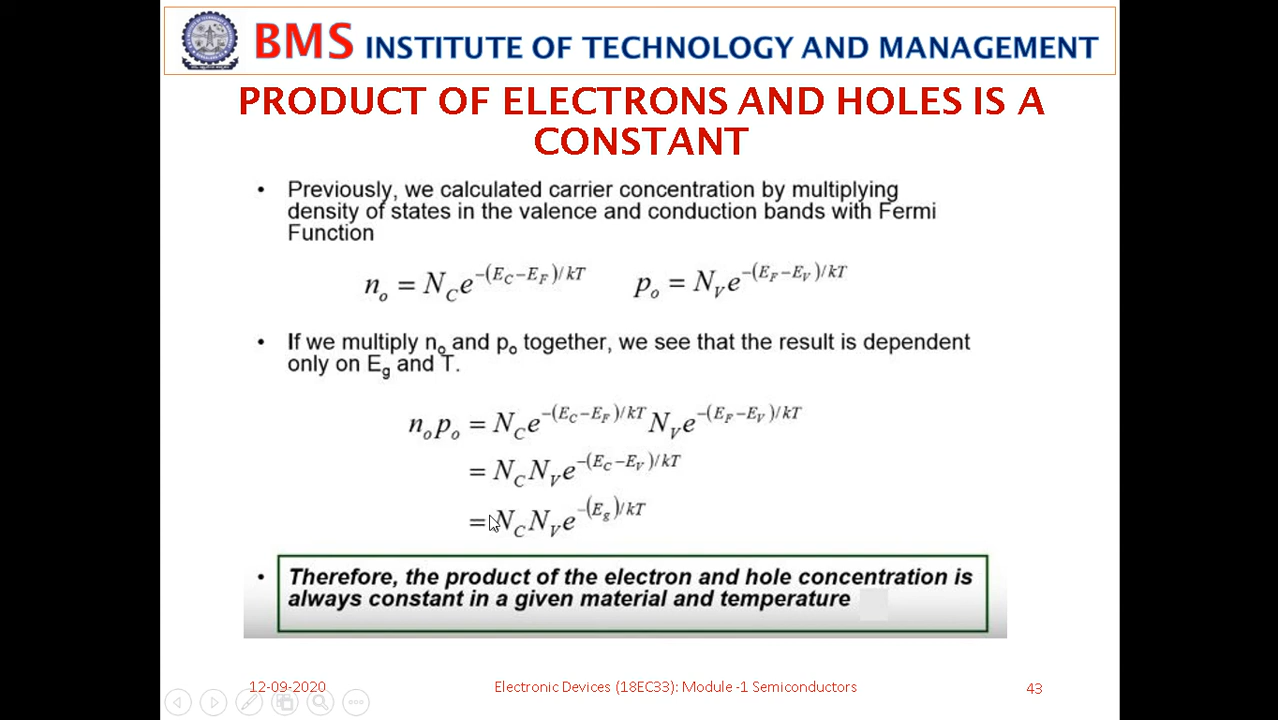 BMS INSTITUTE OF TECHNOLOGY AND MANAGEMENT
PRODUCT OF ELECTRONS AND HOLES IS A
CONSTANT
• Previously, we calculated carrier concentration by multiplying
density of states in the valence and conduction bands with Fermi
Function
n_o = N_C e^{-(E_C-E_F)/kT} p_o = N_V e^{-(E_F-E_V)/kT}
• If we multiply n_o and p_o together, we see that the result is dependent
only on E_g and T.
n_o p_o = N_C e^{-(E_C-E_F)/kT} N_V e^{-(E_F-E_V)/kT}
= N_C N_V e^{-(E_C-E_V)/kT}
= N_C N_V e^{-(E_g)/kT}
• Therefore, the product of the electron and hole concentration is
always constant in a given material and temperature
12-09-2020 Electronic Devices (18EC33): Module -1 Semiconductors 43